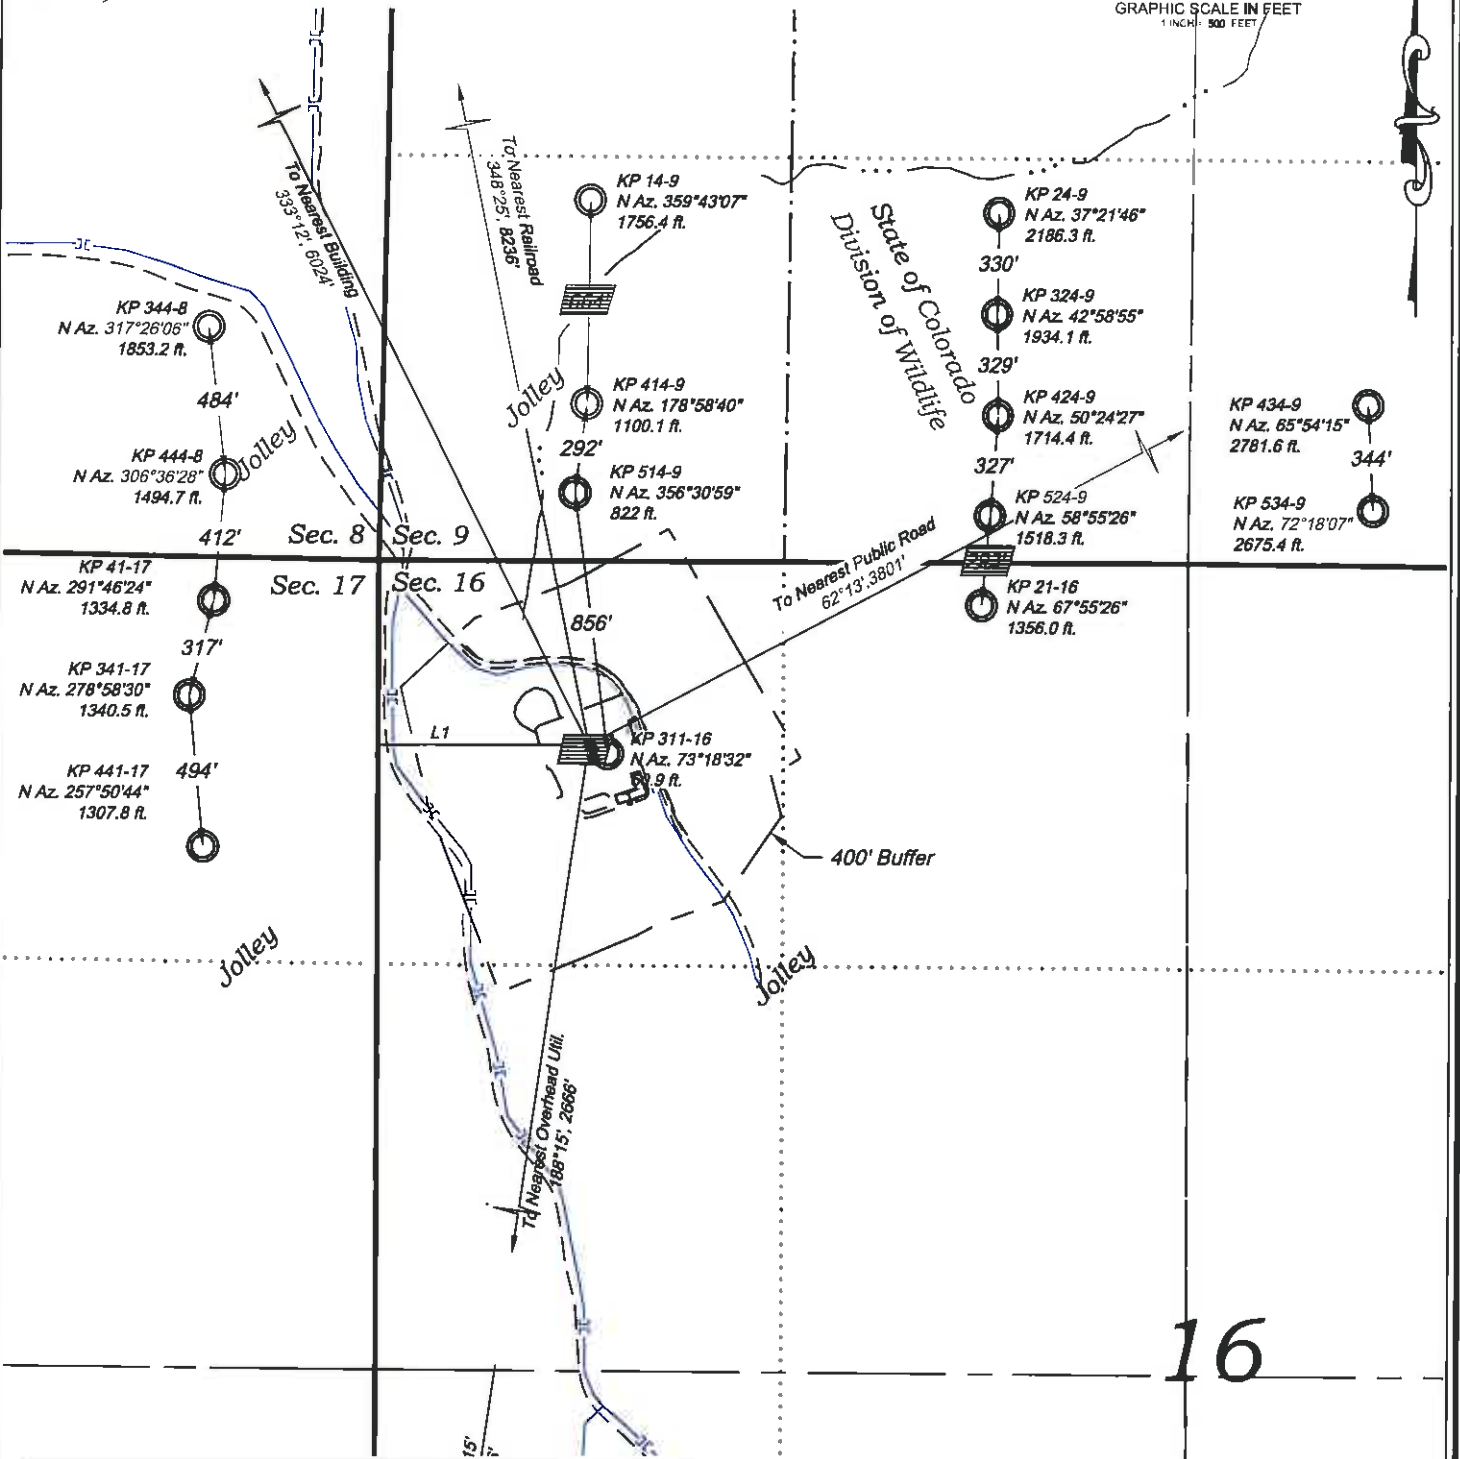 GRAPHIC SCALE IN FEET
1 INCH = 500 FEET
To Nearest Building
333°12', 6024'
To Nearest Railroad
348°25', 8236'
KP 14-9
N Az. 359°43'07"
1756.4 ft.
KP 24-9
N Az. 37°21'46"
2186.3 ft.
330'
State of Colorado
Division of Wildlife
KP 344-8
N Az. 317°26'06"
1853.2 ft.
KP 324-9
N Az. 42°58'55"
1934.1 ft.
329'
484'
Jolley
KP 414-9
N Az. 178°58'40"
1100.1 ft.
KP 424-9
N Az. 50°24'27"
1714.4 ft.
KP 434-9
N Az. 65°54'15"
2781.6 ft.
Jolley
292'
327'
344'
KP 444-8
N Az. 306°36'28"
1494.7 ft.
KP 514-9
N Az. 356°30'59"
822 ft.
KP 524-9
N Az. 58°55'26"
1518.3 ft.
KP 534-9
N Az. 72°18'07"
2675.4 ft.
412'
Sec. 8
Sec. 9
Sec. 17
Sec. 16
To Nearest Public Road
62°13',3801'
KP 41-17
N Az. 291°46'24"
1334.8 ft.
KP 21-16
N Az. 67°55'26"
1356.0 ft.
856'
317'
KP 341-17
N Az. 278°58'30"
1340.5 ft.
L1
KP 311-16
N Az. 73°18'32"
KP 441-17
N Az. 257°50'44"
1307.8 ft.
494'
400' Buffer
Jolley
Jolley
To Nearest Overhead Util.
188°15', 2666'
16
15'